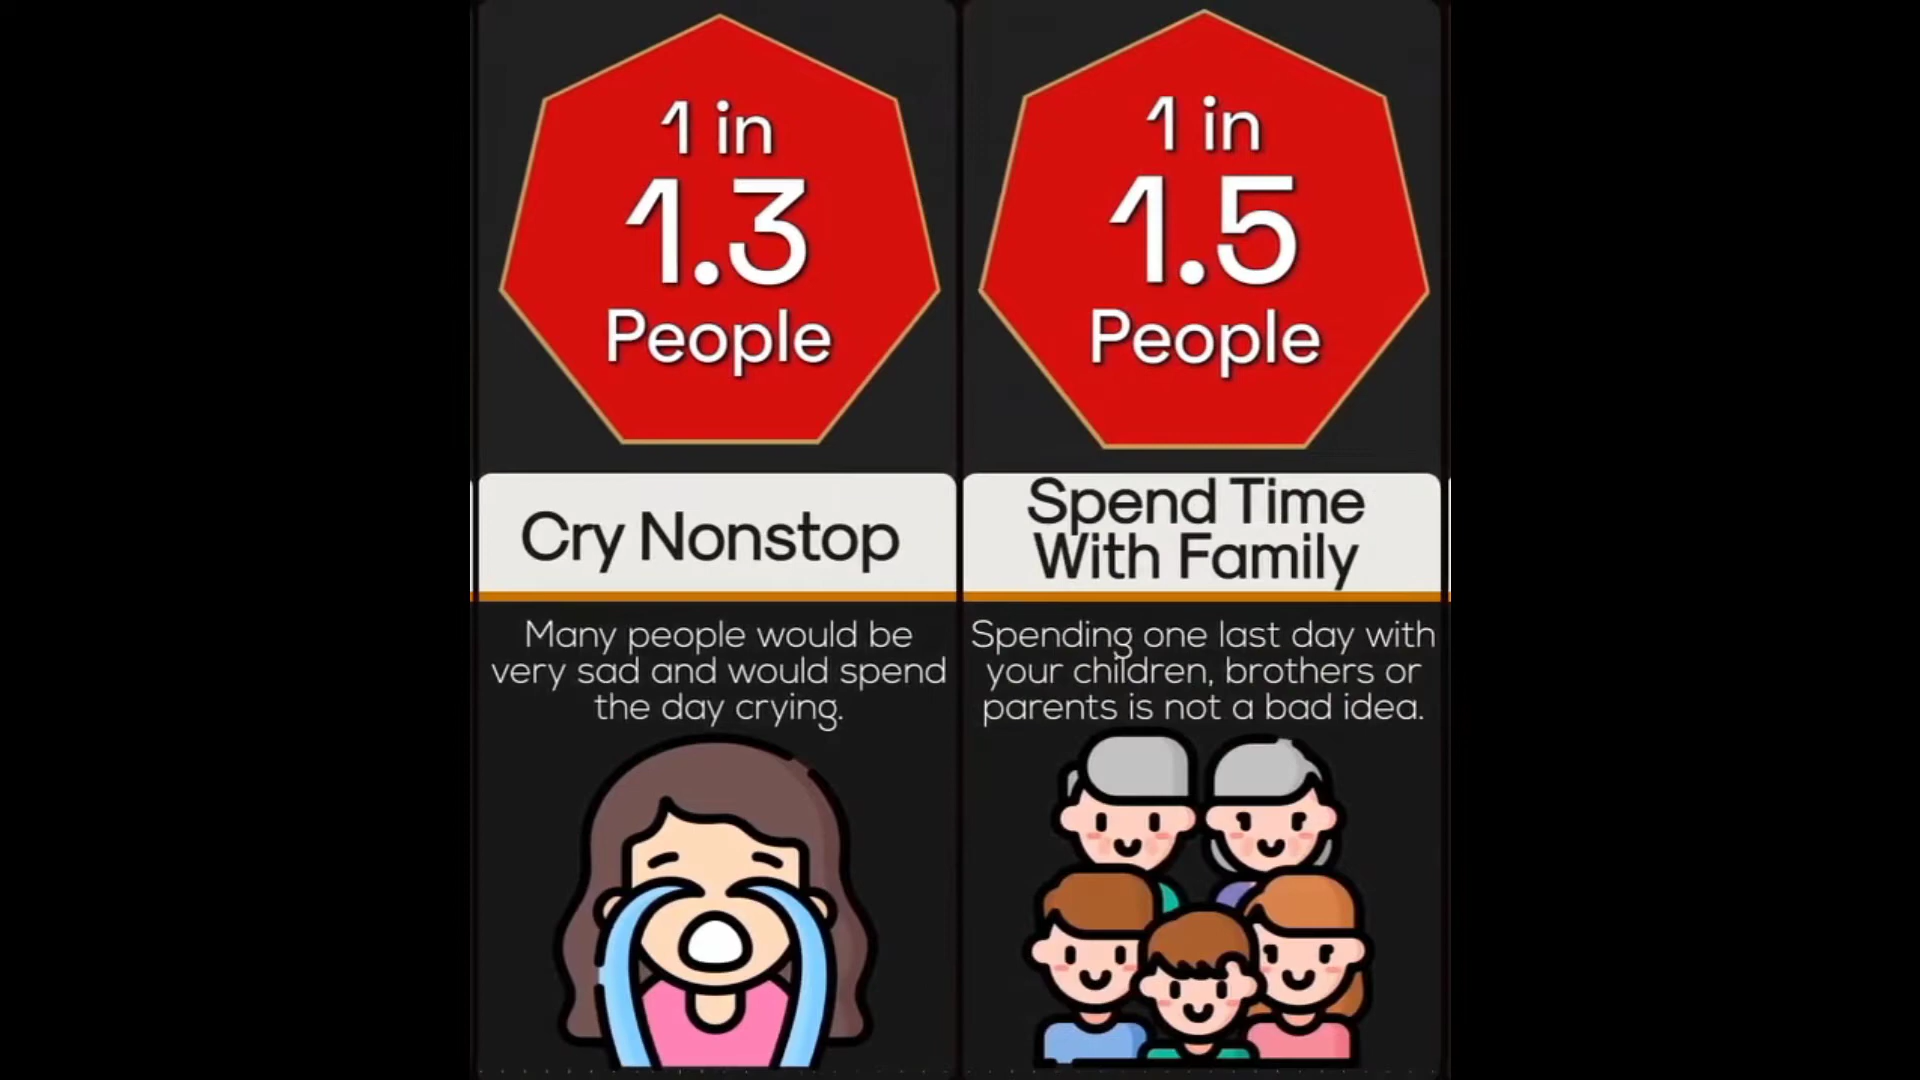 1 in
1.3
People
Cry Nonstop
Many people would be
very sad and would spend
the day crying.
1 in
1.5
People
Spend Time
With Family
Spending one last day with
your children, brothers or
parents is not a bad idea.